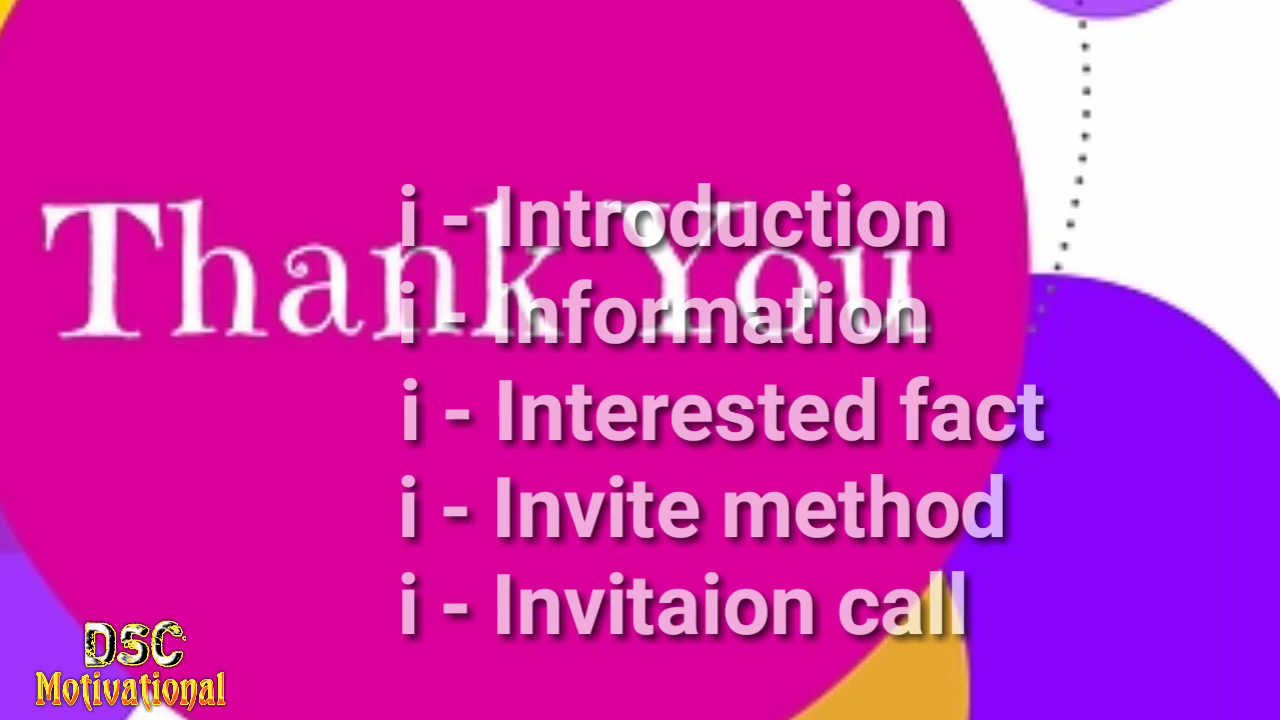 Thank You
i - Introduction
i - Information
i - Interested fact
i - Invite method
i - Invitaion call
DSC
Motivational